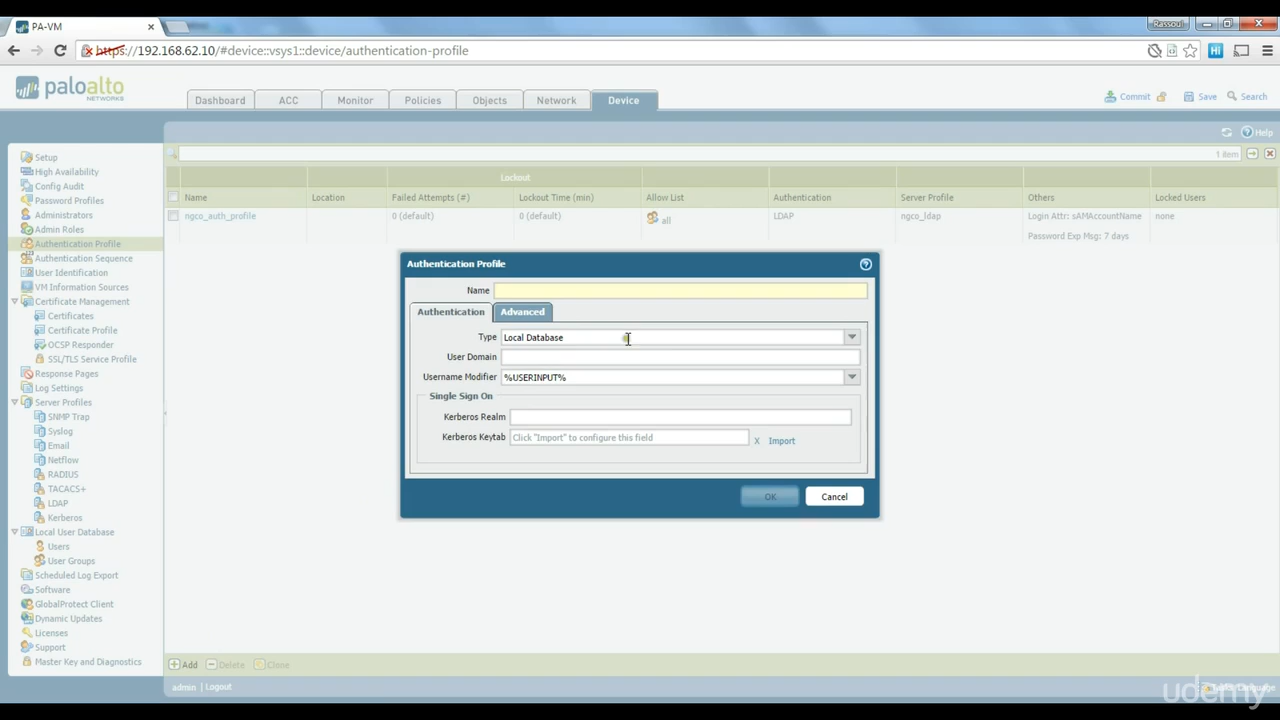 PA-VM
Rassoul
https://192.168.62.10/#device::vsys1::device/authentication-profile
paloalto
NETWORKS
Dashboard
ACC
Monitor
Policies
Objects
Network
Device
Commit
Save
Search
Help
1 item
Setup
High Availability
Config Audit
Password Profiles
Administrators
Admin Roles
Authentication Profile
Authentication Sequence
User Identification
VM Information Sources
Certificate Management
Certificates
Certificate Profile
OCSP Responder
SSL/TLS Service Profile
Response Pages
Log Settings
Server Profiles
SNMP Trap
Syslog
Email
Netflow
RADIUS
TACACS+
LDAP
Kerberos
Local User Database
Users
User Groups
Scheduled Log Export
Software
GlobalProtect Client
Dynamic Updates
Licenses
Support
Master Key and Diagnostics
Lockout
Name
Location
Failed Attempts (#)
Lockout Time (min)
Allow List
Authentication
Server Profile
Others
Locked Users
ngco_auth_profile
0 (default)
0 (default)
all
LDAP
ngco_ldap
Login Attr: sAMAccountName
none
Password Exp Msg: 7 days
Authentication Profile
Name
Authentication
Advanced
Type
Local Database
User Domain
Username Modifier
%USERINPUT%
Single Sign On
Kerberos Realm
Kerberos Keytab
Click "Import" to configure this field
X
Import
OK
Cancel
Add
Delete
Clone
admin
Logout
Tasks
Language
udemy